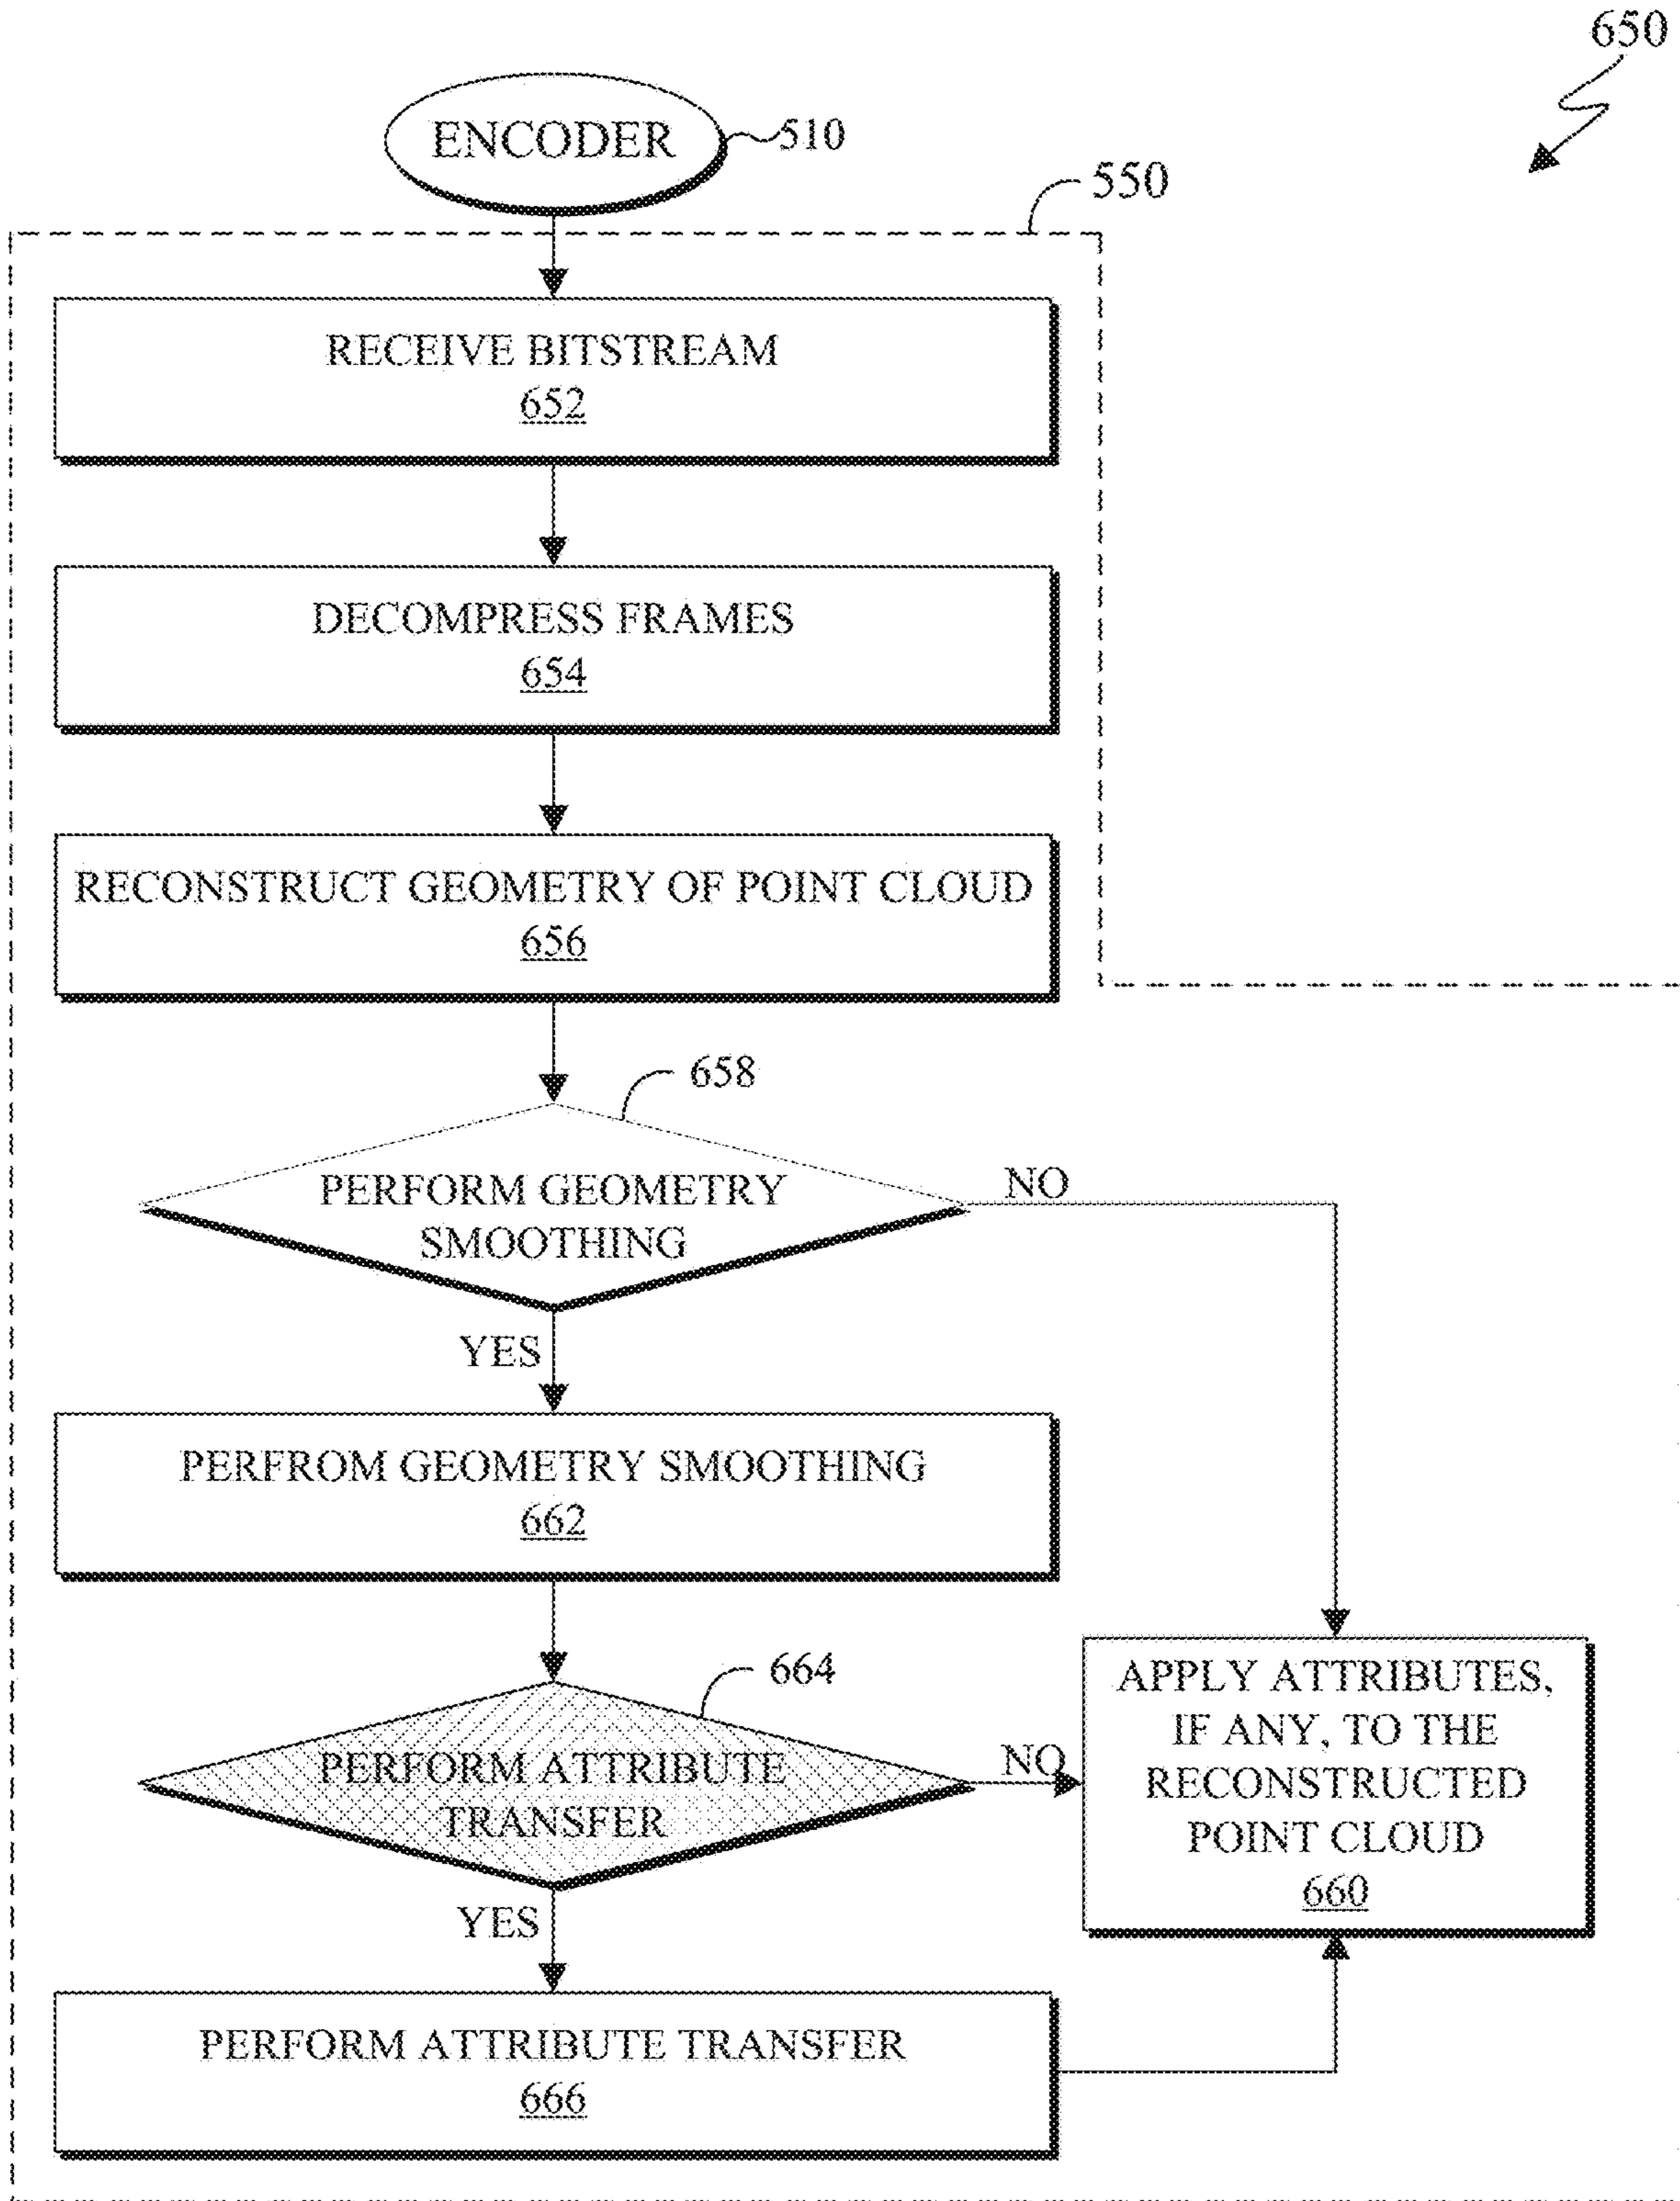 650
ENCODER
510
550
RECEIVE BITSTREAM
652
DECOMPRESS FRAMES
654
RECONSTRUCT GEOMETRY OF POINT CLOUD
656
658
PERFORM GEOMETRY
SMOOTHING
NO
YES
PERFROM GEOMETRY SMOOTHING
662
664
PERFORM ATTRIBUTE
TRANSFER
NO
YES
APPLY ATTRIBUTES,
IF ANY, TO THE
RECONSTRUCTED
POINT CLOUD
660
PERFORM ATTRIBUTE TRANSFER
666